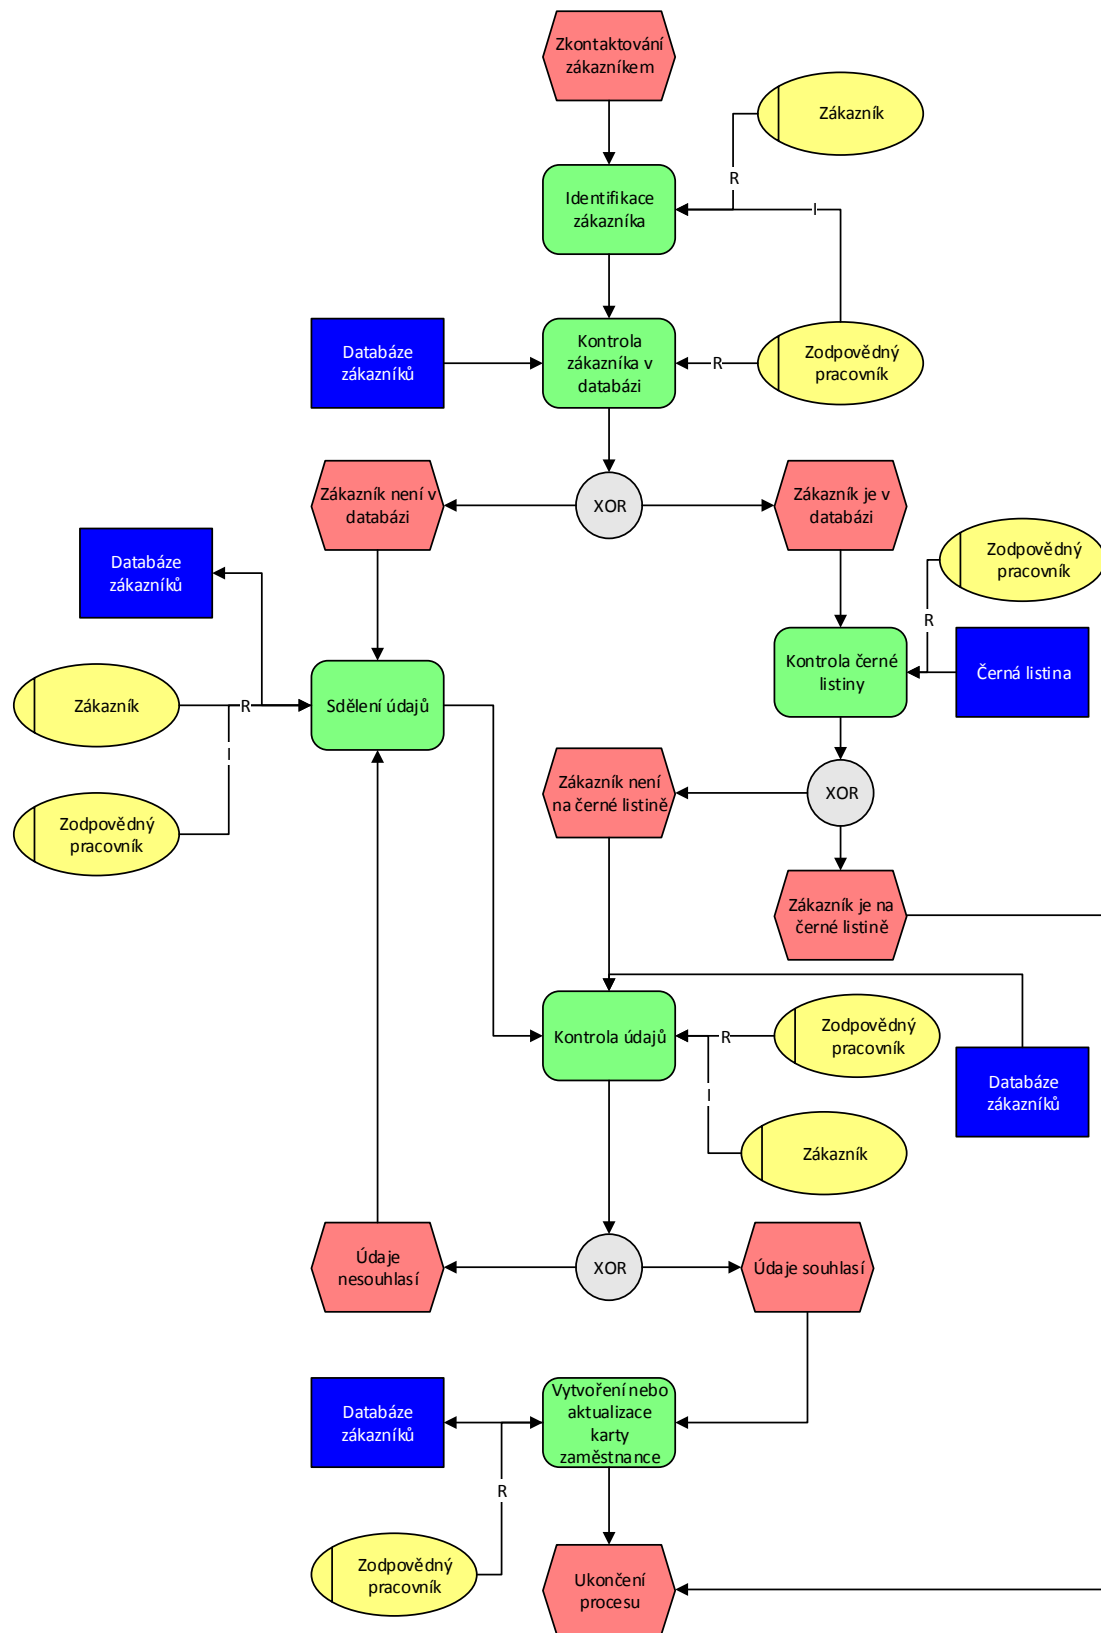 Zkontaktování
zákazníkem
Zákazník
R
Identifikace
zákazníka
I
Databáze
zákazníků
Kontrola
zákazníka v
databázi
R
Zodpovědný
pracovník
Zákazník není v
databázi
XOR
Zákazník je v
databázi
Databáze
zákazníků
Zodpovědný
pracovník
R
Kontrola černé
listiny
Černá listina
Zákazník
R
Sdělení údajů
I
Zákazník není
na černé listině
XOR
Zodpovědný
pracovník
Zákazník je na
černé listině
Kontrola údajů
R
Zodpovědný
pracovník
I
Databáze
zákazníků
Zákazník
Údaje
nesouhlasí
XOR
Údaje souhlasí
Databáze
zákazníků
Vytvoření nebo
aktualizace
karty
zaměstnance
R
Zodpovědný
pracovník
Ukončení
procesu